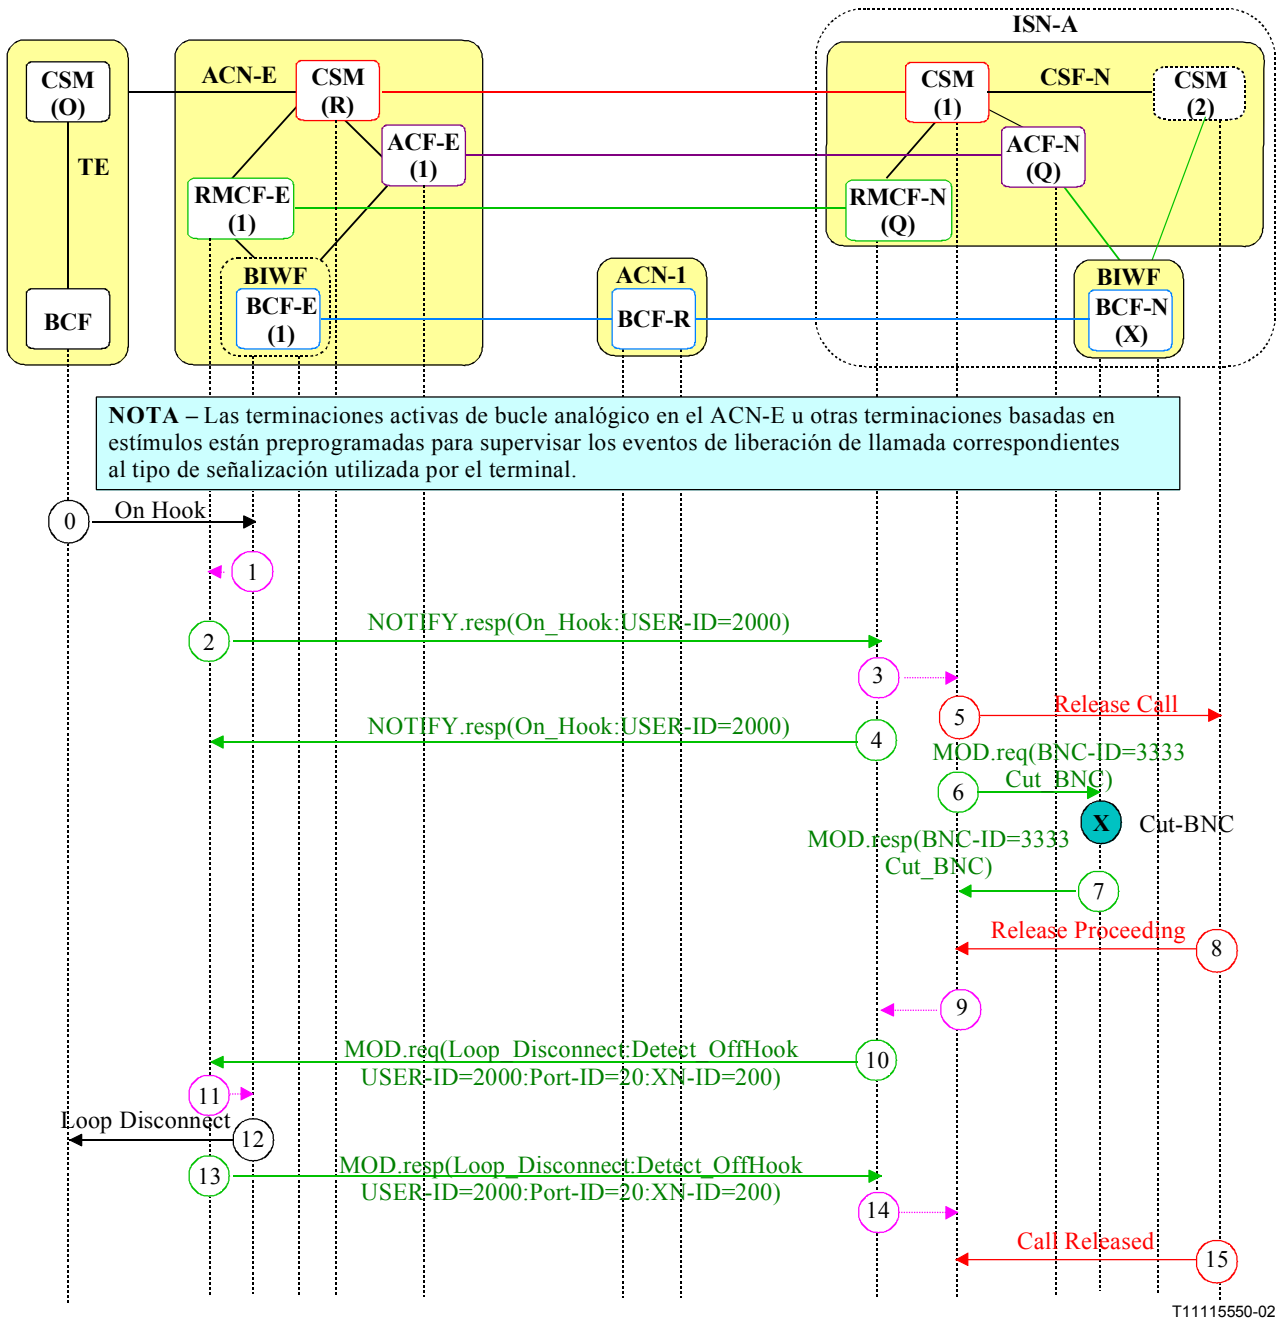 ISN-A
CSM
(O)
TE
BCF
ACN-E
CSM
(R)
ACF-E
(1)
RMCF-E
(1)
BIWF
BCF-E
(1)
ACN-1
BCF-R
CSM
(1)
CSF-N
CSM
(2)
ACF-N
(Q)
RMCF-N
(Q)
BIWF
BCF-N
(X)
NOTA – Las terminaciones activas de bucle analógico en el ACN-E u otras terminaciones basadas en
estímulos están preprogramadas para supervisar los eventos de liberación de llamada correspondientes
al tipo de señalización utilizada por el terminal.
0
On Hook
1
NOTIFY.resp(On_Hook:USER-ID=2000)
2
3
Release Call
5
NOTIFY.resp(On_Hook:USER-ID=2000)
4
MOD.req(BNC-ID=3333
Cut_BNC)
6
X
Cut-BNC
MOD.resp(BNC-ID=3333
Cut_BNC)
7
Release Proceeding
8
9
MOD.req(Loop_Disconnect:Detect_OffHook
USER-ID=2000:Port-ID=20:XN-ID=200)
10
11
Loop Disconnect
12
MOD.resp(Loop_Disconnect:Detect_OffHook
USER-ID=2000:Port-ID=20:XN-ID=200)
13
14
Call Released
15
T11115550-02